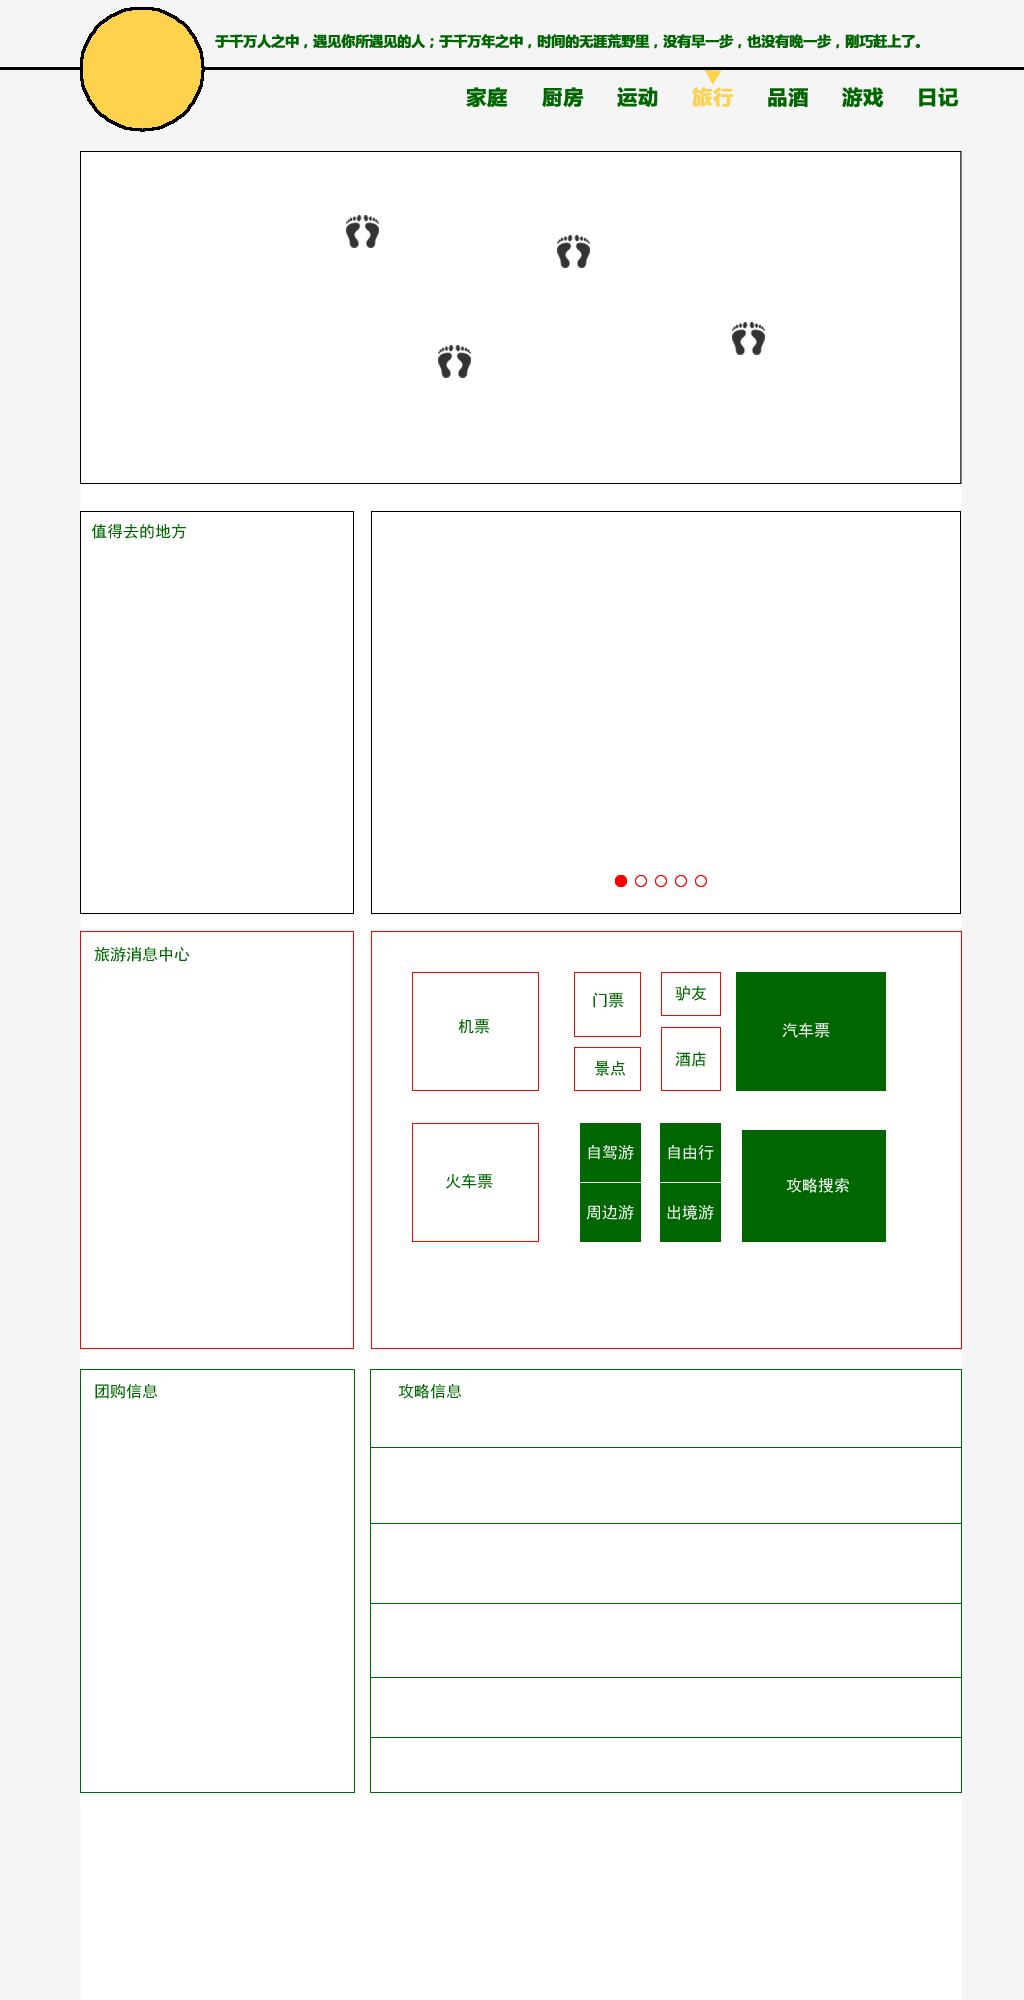 于千万人之中，遇见你所遇见的人；于千万年之中，时间的无涯荒野里，没有早一步，也没有晚一步，刚巧赶上了。
家庭 厨房 运动 旅行 品酒 游戏 日记
值得去的地方
旅游消息中心
机票
门票
景点
驴友
酒店
汽车票
火车票
自驾游
自由行
周边游
出境游
攻略搜索
团购信息
攻略信息